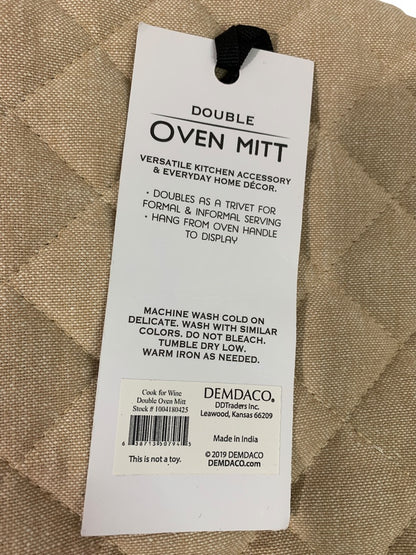 DOUBLE
OVEN MITT
VERSATILE KITCHEN ACCESSORY
& EVERYDAY HOME DÉCOR.
• DOUBLES AS A TRIVET FOR
FORMAL & INFORMAL SERVING
• HANG FROM OVEN HANDLE
TO DISPLAY
MACHINE WASH COLD ON
DELICATE. WASH WITH SIMILAR
COLORS. DO NOT BLEACH.
TUMBLE DRY LOW.
WARM IRON AS NEEDED.
Cook for Wine
Double Oven Mitt
Stock # 1004180425
This is not a toy.
DEMDACO.
DDTraders Inc.
Leawood, Kansas 66209
Made in India
© 2019 DEMDACO
DEMDACO.com